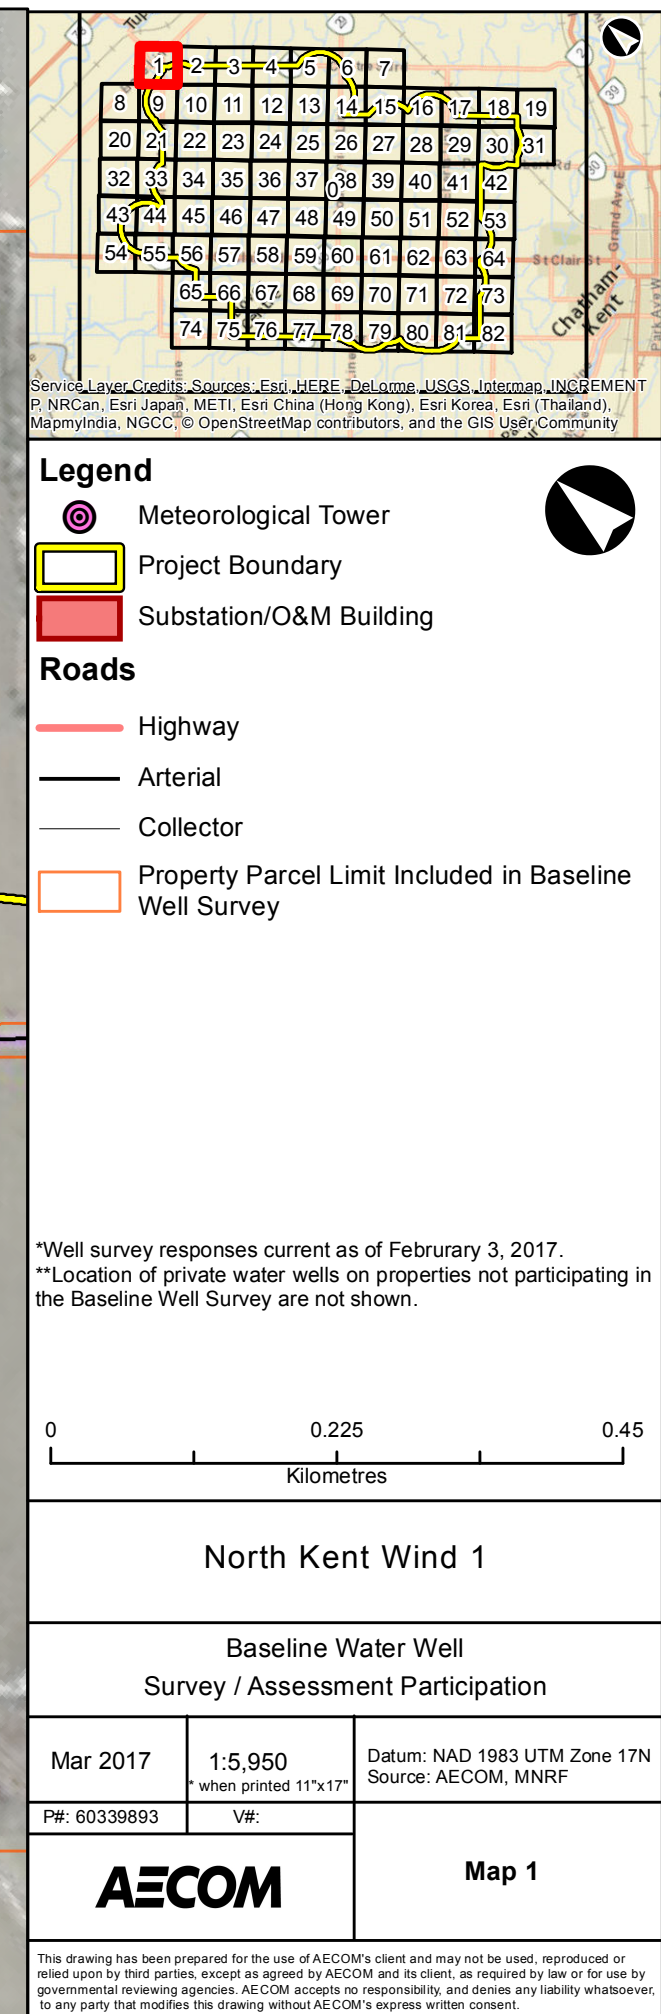 1 2 3 4 5 6 7
8 9 10 11 12 13 14 15 16 17 18 19
20 21 22 23 24 25 26 27 28 29 30 31
32 33 34 35 36 37 38 39 40 41 42
0
43 44 45 46 47 48 49 50 51 52 53
54 55 56 57 58 59 60 61 62 63 64
65 66 67 68 69 70 71 72 73
74 75 76 77 78 79 80 81 82
StClair St
Grand Ave E
Chatham-
Kent
Park Ave W
Service Layer Credits: Sources: Esri, HERE, DeLorme, USGS, Intermap, INCREMENT
P, NRCan, Esri Japan, METI, Esri China (Hong Kong), Esri Korea, Esri (Thailand),
MapmyIndia, NGCC, © OpenStreetMap contributors, and the GIS User Community
Legend
Meteorological Tower
Project Boundary
Substation/O&M Building
Roads
Highway
Arterial
Collector
Property Parcel Limit Included in Baseline
Well Survey
*Well survey responses current as of Februrary 3, 2017.
**Location of private water wells on properties not participating in
the Baseline Well Survey are not shown.
0 0.225 0.45
Kilometres
North Kent Wind 1
Baseline Water Well
Survey / Assessment Participation
Mar 2017
1:5,950
* when printed 11"x17"
Datum: NAD 1983 UTM Zone 17N
Source: AECOM, MNRF
P#: 60339893
V#:
AECOM
Map 1
This drawing has been prepared for the use of AECOM's client and may not be used, reproduced or
relied upon by third parties, except as agreed by AECOM and its client, as required by law or for use by
governmental reviewing agencies. AECOM accepts no responsibility, and denies any liability whatsoever,
to any party that modifies this drawing without AECOM's express written consent.